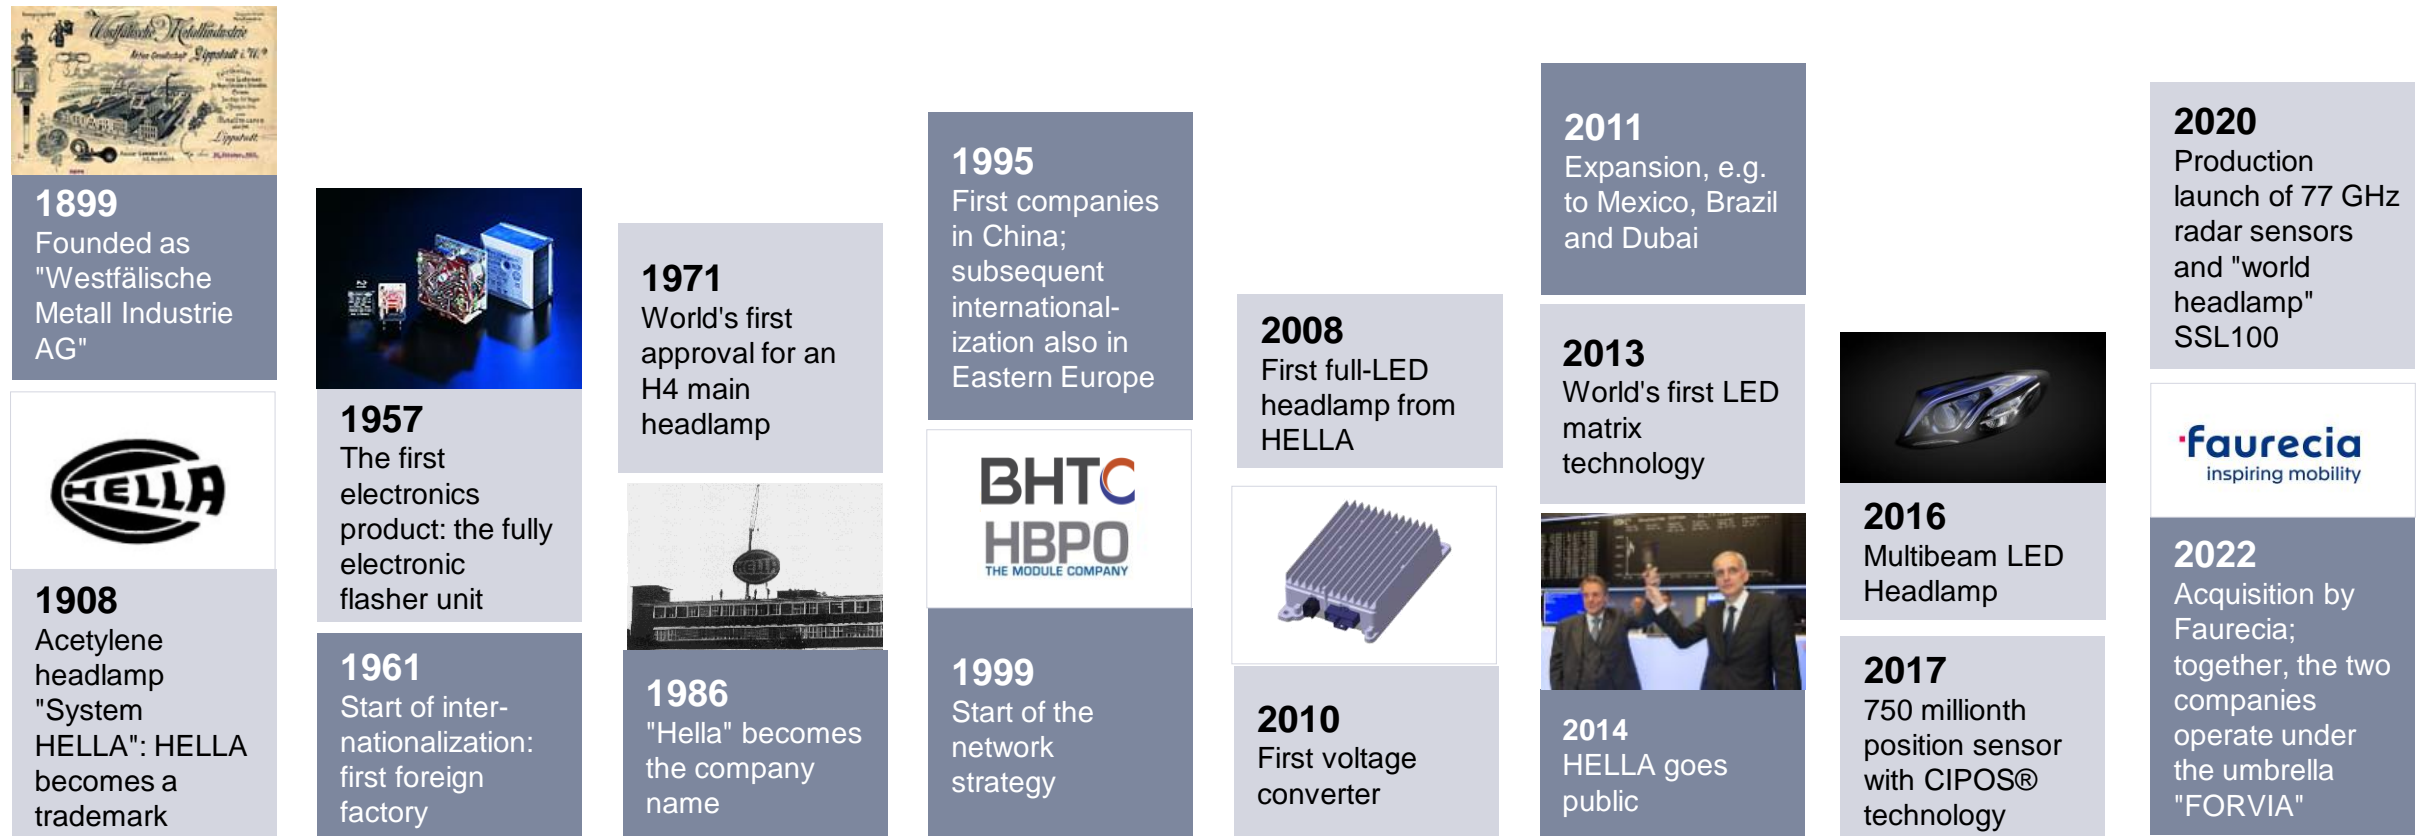 Westfälische Metallindustrie
Lippstadt i. W.
Lippstadt
1899
Founded as
"Westfälische
Metall Industrie
AG"
HELLA
1908
Acetylene
headlamp
"System
HELLA": HELLA
becomes a
trademark
1957
The first
electronics
product: the fully
electronic
flasher unit
1961
Start of inter-
nationalization:
first foreign
factory
1971
World's first
approval for an
H4 main
headlamp
HELLA
1986
"Hella" becomes
the company
name
1995
First companies
in China;
subsequent
international-
ization also in
Eastern Europe
BHTC
HBPO
THE MODULE COMPANY
1999
Start of the
network
strategy
2008
First full-LED
headlamp from
HELLA
2010
First voltage
converter
2011
Expansion, e.g.
to Mexico, Brazil
and Dubai
2013
World's first LED
matrix
technology
2014
HELLA goes
public
2016
Multibeam LED
Headlamp
2017
750 millionth
position sensor
with CIPOS®
technology
2020
Production
launch of 77 GHz
radar sensors
and "world
headlamp"
SSL100
faurecia
inspiring mobility
2022
Acquisition by
Faurecia;
together, the two
companies
operate under
the umbrella
"FORVIA"